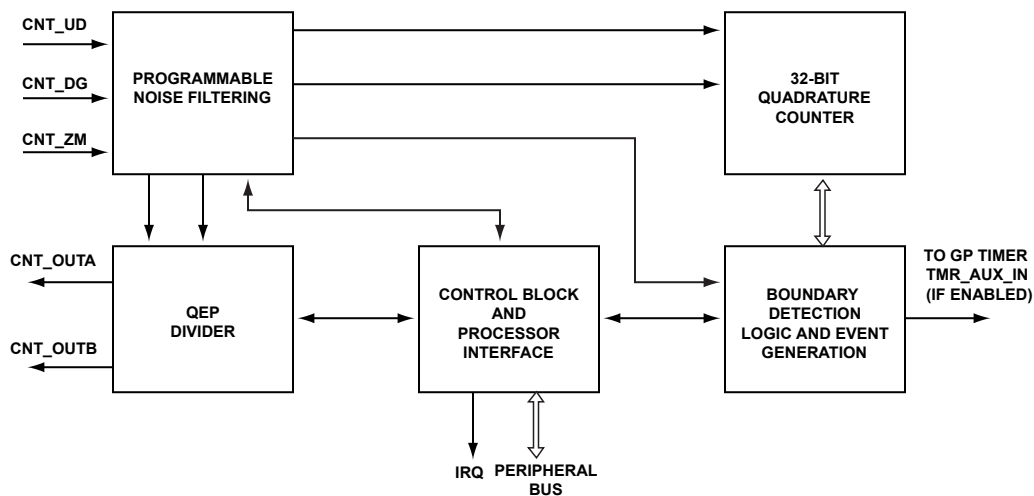 CNT_UD
CNT_DG
CNT_ZM
PROGRAMMABLE
NOISE FILTERING
32-BIT
QUADRATURE
COUNTER
CNT_OUTA
CNT_OUTB
QEP
DIVIDER
CONTROL BLOCK
AND
PROCESSOR
INTERFACE
BOUNDARY
DETECTION
LOGIC AND EVENT
GENERATION
TO GP TIMER
TMR_AUX_IN
(IF ENABLED)
IRQ
PERIPHERAL
BUS